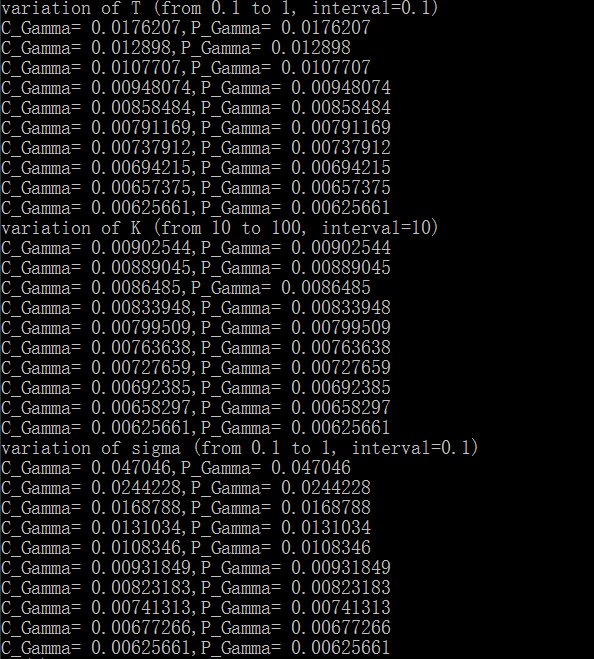 variation of T (from 0.1 to 1, interval=0.1)
C_Gamma= 0.0176207,P_Gamma= 0.0176207
C_Gamma= 0.012898,P_Gamma= 0.012898
C_Gamma= 0.0107707,P_Gamma= 0.0107707
C_Gamma= 0.00948074,P_Gamma= 0.00948074
C_Gamma= 0.00858484,P_Gamma= 0.00858484
C_Gamma= 0.00791169,P_Gamma= 0.00791169
C_Gamma= 0.00737912,P_Gamma= 0.00737912
C_Gamma= 0.00694215,P_Gamma= 0.00694215
C_Gamma= 0.00657375,P_Gamma= 0.00657375
C_Gamma= 0.00625661,P_Gamma= 0.00625661
variation of K (from 10 to 100, interval=10)
C_Gamma= 0.00902544,P_Gamma= 0.00902544
C_Gamma= 0.00889045,P_Gamma= 0.00889045
C_Gamma= 0.0086485,P_Gamma= 0.0086485
C_Gamma= 0.00833948,P_Gamma= 0.00833948
C_Gamma= 0.00799509,P_Gamma= 0.00799509
C_Gamma= 0.00763638,P_Gamma= 0.00763638
C_Gamma= 0.00727659,P_Gamma= 0.00727659
C_Gamma= 0.00692385,P_Gamma= 0.00692385
C_Gamma= 0.00658297,P_Gamma= 0.00658297
C_Gamma= 0.00625661,P_Gamma= 0.00625661
variation of sigma (from 0.1 to 1, interval=0.1)
C_Gamma= 0.047046,P_Gamma= 0.047046
C_Gamma= 0.0244228,P_Gamma= 0.0244228
C_Gamma= 0.0168788,P_Gamma= 0.0168788
C_Gamma= 0.0131034,P_Gamma= 0.0131034
C_Gamma= 0.0108346,P_Gamma= 0.0108346
C_Gamma= 0.00931849,P_Gamma= 0.00931849
C_Gamma= 0.00823183,P_Gamma= 0.00823183
C_Gamma= 0.00741313,P_Gamma= 0.00741313
C_Gamma= 0.00677266,P_Gamma= 0.00677266
C_Gamma= 0.00625661,P_Gamma= 0.00625661